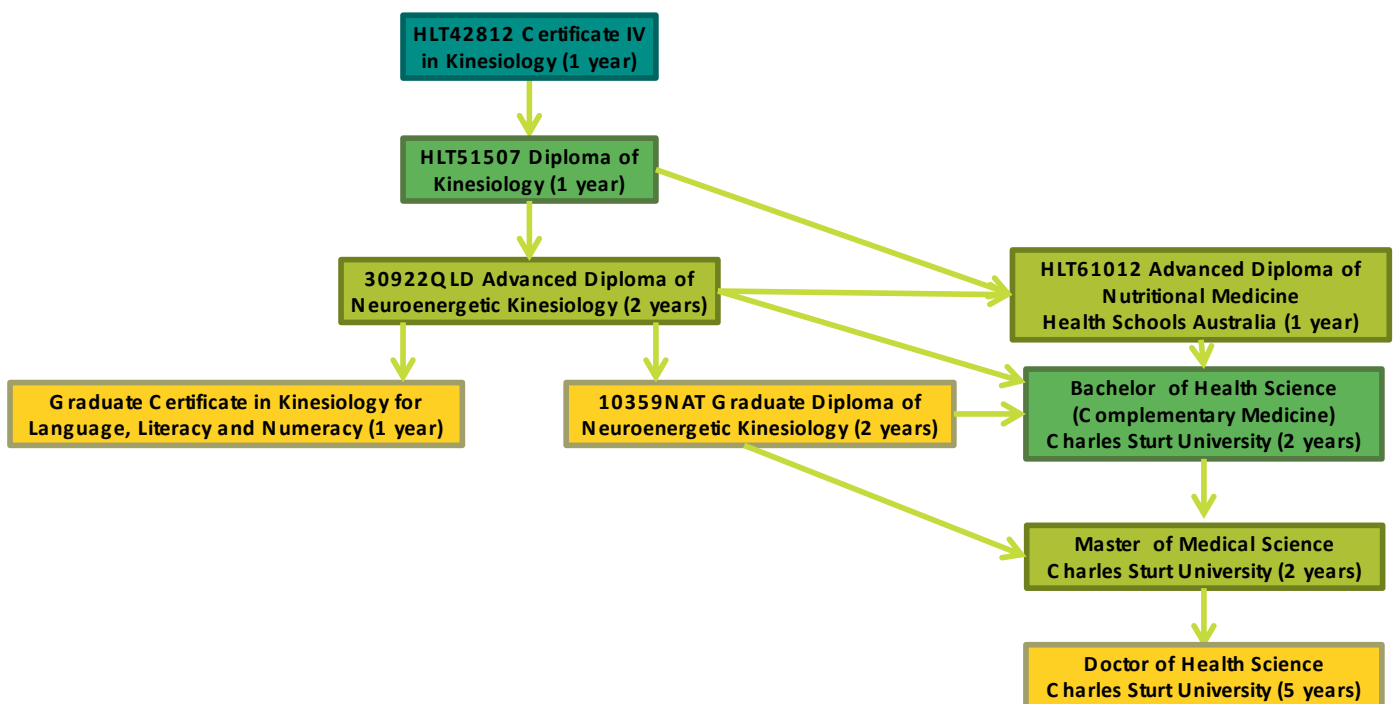 HLT42812 Certificate IV
in Kinesiology (1 year)
HLT51507 Diploma of
Kinesiology (1 year)
30922QLD Advanced Diploma of
Neuroenergetic Kinesiology (2 years)
HLT61012 Advanced Diploma of
Nutritional Medicine
Health Schools Australia (1 year)
Graduate Certificate in Kinesiology for
Language, Literacy and Numeracy (1 year)
10359NAT Graduate Diploma of
Neuroenergetic Kinesiology (2 years)
Bachelor of Health Science
(Complementary Medicine)
Charles Sturt University (2 years)
Master of Medical Science
Charles Sturt University (2 years)
Doctor of Health Science
Charles Sturt University (5 years)